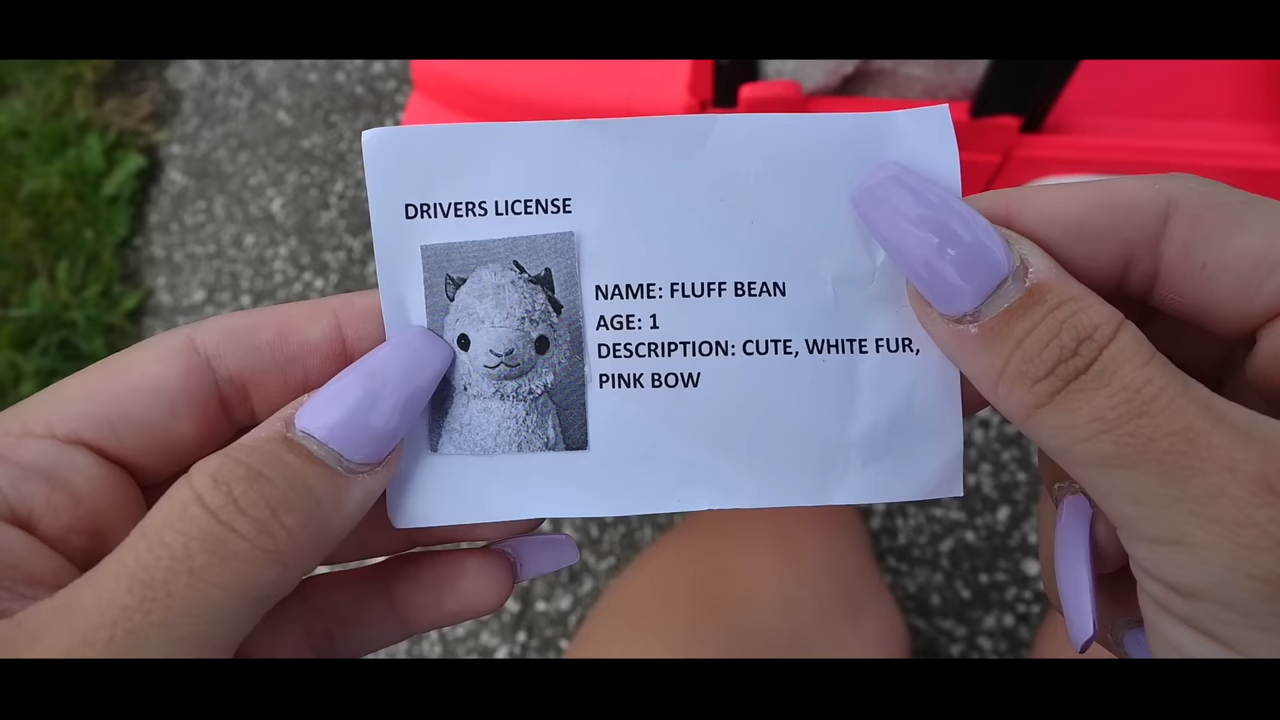 DRIVERS LICENSE
NAME: FLUFF BEAN
AGE: 1
DESCRIPTION: CUTE, WHITE FUR,
PINK BOW